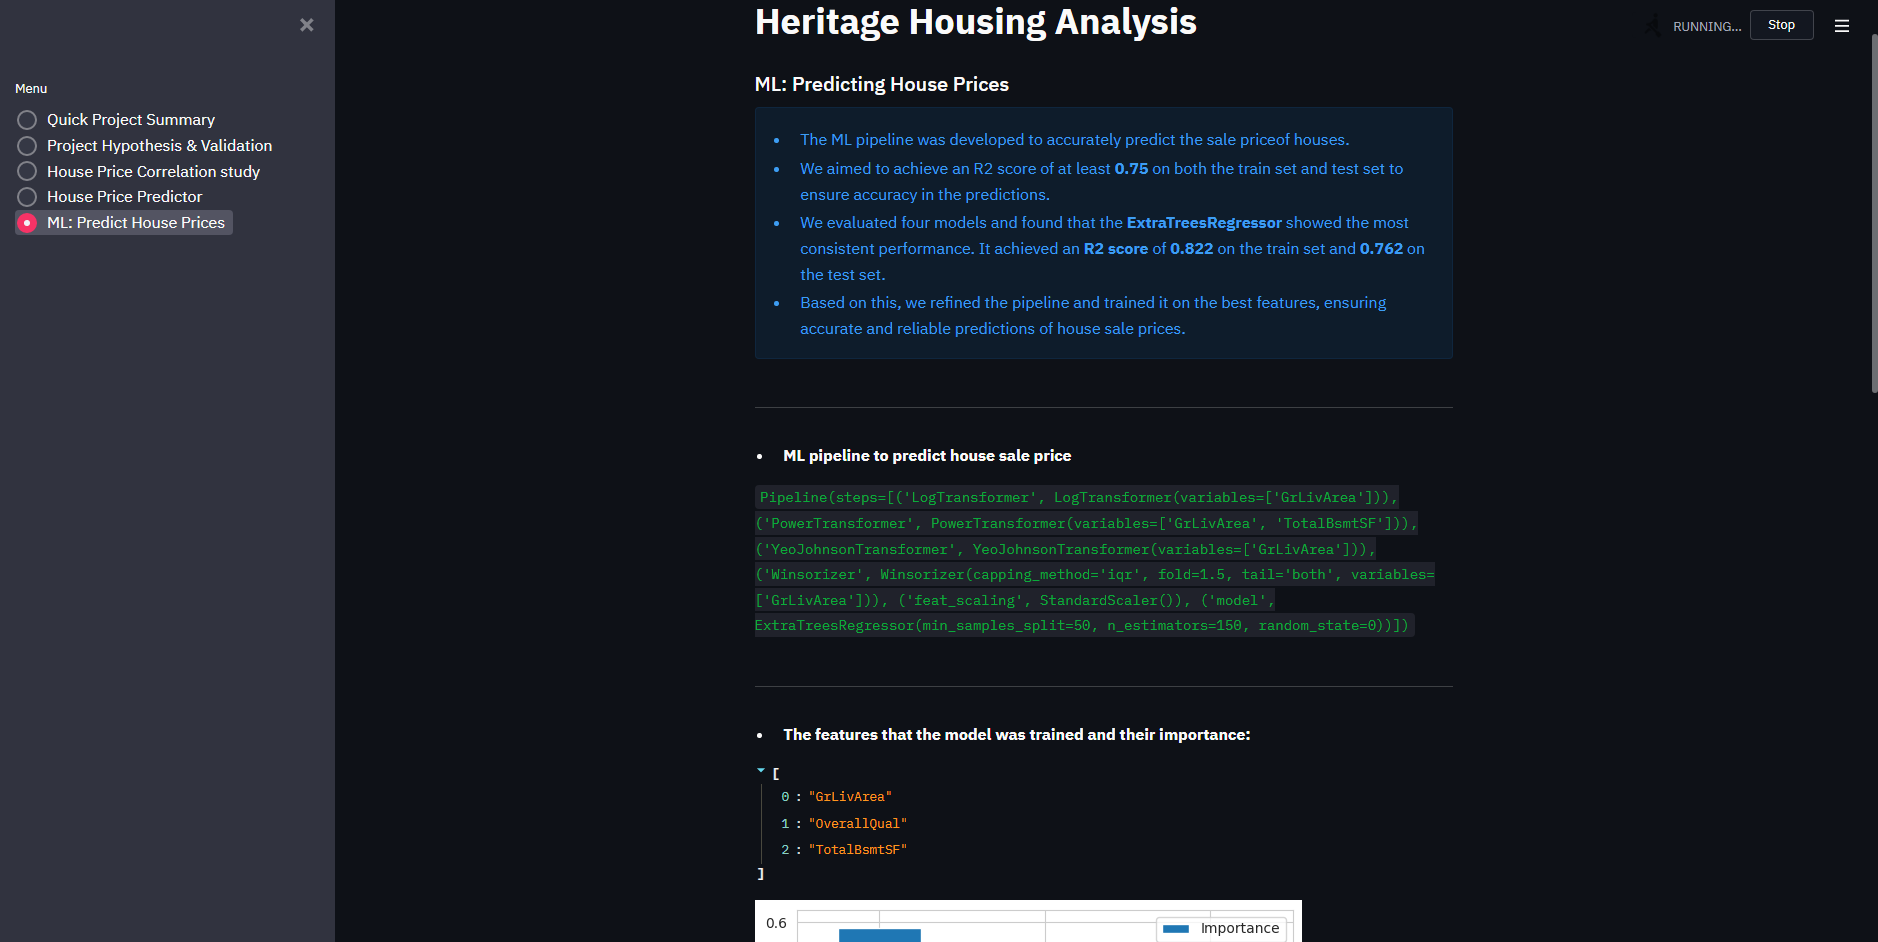 Heritage Housing Analysis
RUNNING...
Stop
Menu
Quick Project Summary
Project Hypothesis & Validation
House Price Correlation study
House Price Predictor
ML: Predict House Prices
ML: Predicting House Prices
• The ML pipeline was developed to accurately predict the sale priceof houses.
• We aimed to achieve an R2 score of at least 0.75 on both the train set and test set to
ensure accuracy in the predictions.
• We evaluated four models and found that the ExtraTreesRegressor showed the most
consistent performance. It achieved an R2 score of 0.822 on the train set and 0.762 on
the test set.
• Based on this, we refined the pipeline and trained it on the best features, ensuring
accurate and reliable predictions of house sale prices.
• ML pipeline to predict house sale price
Pipeline(steps=[('LogTransformer', LogTransformer(variables=['GrLivArea'])),
('PowerTransformer', PowerTransformer(variables=['GrLivArea', 'TotalBsmtSF'])),
('YeoJohnsonTransformer', YeoJohnsonTransformer(variables=['GrLivArea'])),
('Winsorizer', Winsorizer(capping_method='iqr', fold=1.5, tail='both', variables=
['GrLivArea'])), ('feat_scaling', StandardScaler()), ('model',
ExtraTreesRegressor(min_samples_split=50, n_estimators=150, random_state=0))])
• The features that the model was trained and their importance:
[
0 : "GrLivArea"
1 : "OverallQual"
2 : "TotalBsmtSF"
]
0.6
Importance